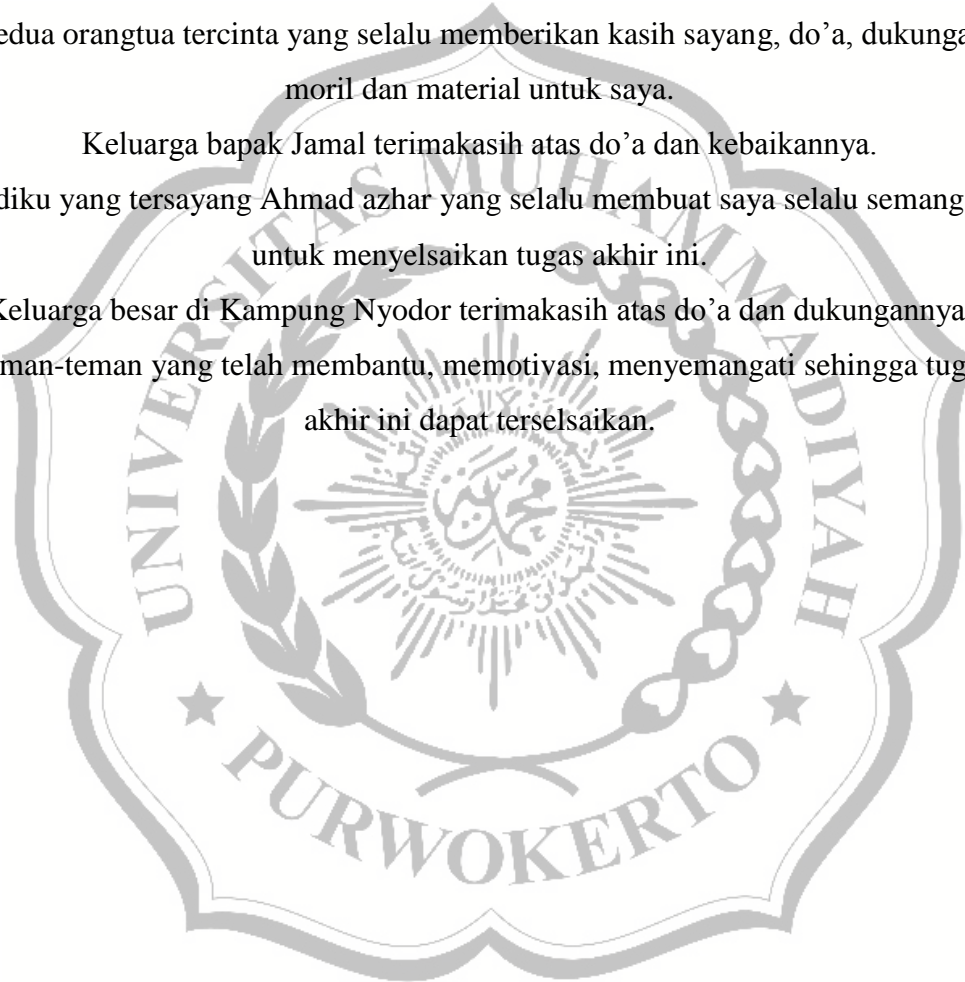 edua orangtua tercinta yang selalu memberikan kasih sayang, do’a, dukunga
moril dan material untuk saya.
Keluarga bapak Jamal terimakasih atas do’a dan kebaikannya.
diku yang tersayang Ahmad azhar yang selalu membuat saya selalu semang
untuk menyelsaikan tugas akhir ini.
Keluarga besar di Kampung Nyodor terimakasih atas do’a dan dukungannya
man-teman yang telah membantu, memotivasi, menyemangati sehingga tug
akhir ini dapat terselsaikan.
UNIVERSITAS MUHAMMADIYAH
PURWOKERTO